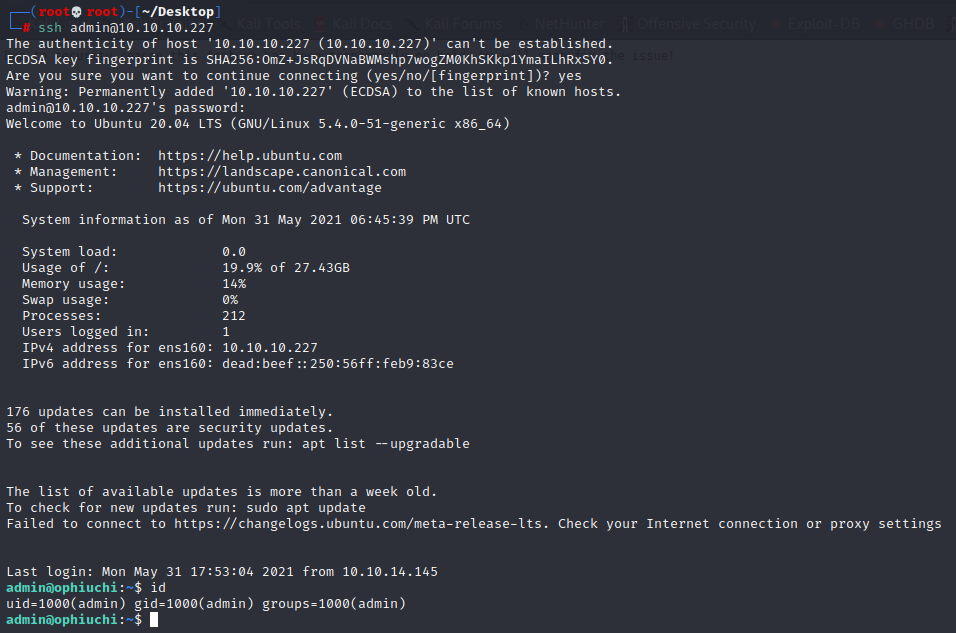 ┌──(root💀root)-[~/Desktop]
└─# ssh admin@10.10.10.227
The authenticity of host '10.10.10.227 (10.10.10.227)' can't be established.
ECDSA key fingerprint is SHA256:OmZ+JsRqDVNaBWMshp7wogZM0KhSKkp1YmaILhRxSY0.
Are you sure you want to continue connecting (yes/no/[fingerprint])? yes
Warning: Permanently added '10.10.10.227' (ECDSA) to the list of known hosts.
admin@10.10.10.227's password:
Welcome to Ubuntu 20.04 LTS (GNU/Linux 5.4.0-51-generic x86_64)
* Documentation:  https://help.ubuntu.com
* Management:     https://landscape.canonical.com
* Support:        https://ubuntu.com/advantage
System information as of Mon 31 May 2021 06:45:39 PM UTC
System load:             0.0
Usage of /:              19.9% of 27.43GB
Memory usage:            14%
Swap usage:              0%
Processes:               212
Users logged in:         1
IPv4 address for ens160: 10.10.10.227
IPv6 address for ens160: dead:beef::250:56ff:feb9:83ce
176 updates can be installed immediately.
56 of these updates are security updates.
To see these additional updates run: apt list --upgradable
The list of available updates is more than a week old.
To check for new updates run: sudo apt update
Failed to connect to https://changelogs.ubuntu.com/meta-release-lts. Check your Internet connection or proxy settings
Last login: Mon May 31 17:53:04 2021 from 10.10.14.145
admin@ophiuchi:~$ id
uid=1000(admin) gid=1000(admin) groups=1000(admin)
admin@ophiuchi:~$
Kali Tools Kali Docs NetHunter Exploit-DB GHDB
issue!